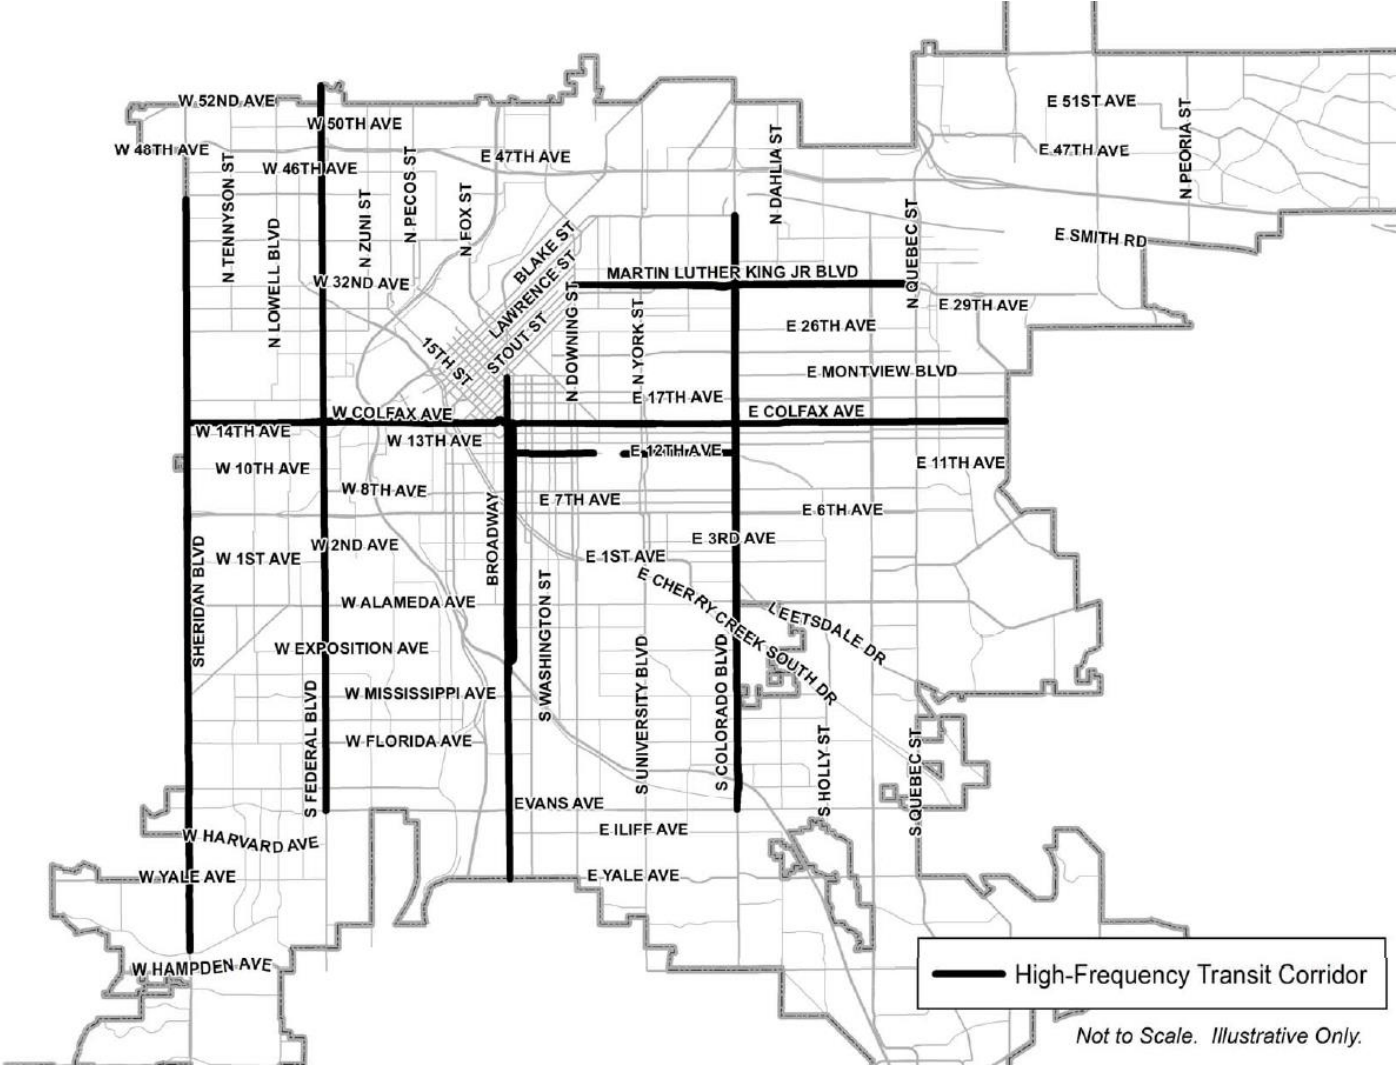 W 52ND AVE
E 51ST AVE
W 50TH AVE
W 48TH AVE
E 47TH AVE
E 47TH AVE
W 46TH AVE
N TENNYSON ST
N LOWELL BLVD
N ZUNI ST
N PECOS ST
N FOX ST
N DAHLIA ST
N PEORIA ST
N QUEBEC ST
E SMITH RD
BLAKE ST
LAWRENCE ST
STOUT ST
15TH ST
W 32ND AVE
MARTIN LUTHER KING JR BLVD
N DOWNING ST
N YORK ST
E 29TH AVE
E 26TH AVE
E MONTVIEW BLVD
E 17TH AVE
W COLFAX AVE
E COLFAX AVE
W 14TH AVE
W 13TH AVE
E 12TH AVE
E 11TH AVE
W 10TH AVE
W 8TH AVE
E 7TH AVE
E 6TH AVE
BROADWAY
E 3RD AVE
W 2ND AVE
W 1ST AVE
E 1ST AVE
SHERIDAN BLVD
E CHERRY CREEK SOUTH DR
LEETSDALE DR
W ALAMEDA AVE
S WASHINGTON ST
W EXPOSITION AVE
S UNIVERSITY BLVD
S COLORADO BLVD
W MISSISSIPPI AVE
S FEDERAL BLVD
W FLORIDA AVE
S HOLLY ST
S QUEBEC ST
EVANS AVE
E ILIFF AVE
W HARVARD AVE
W YALE AVE
E YALE AVE
W HAMPDEN AVE
High-Frequency Transit Corridor
Not to Scale. Illustrative Only.